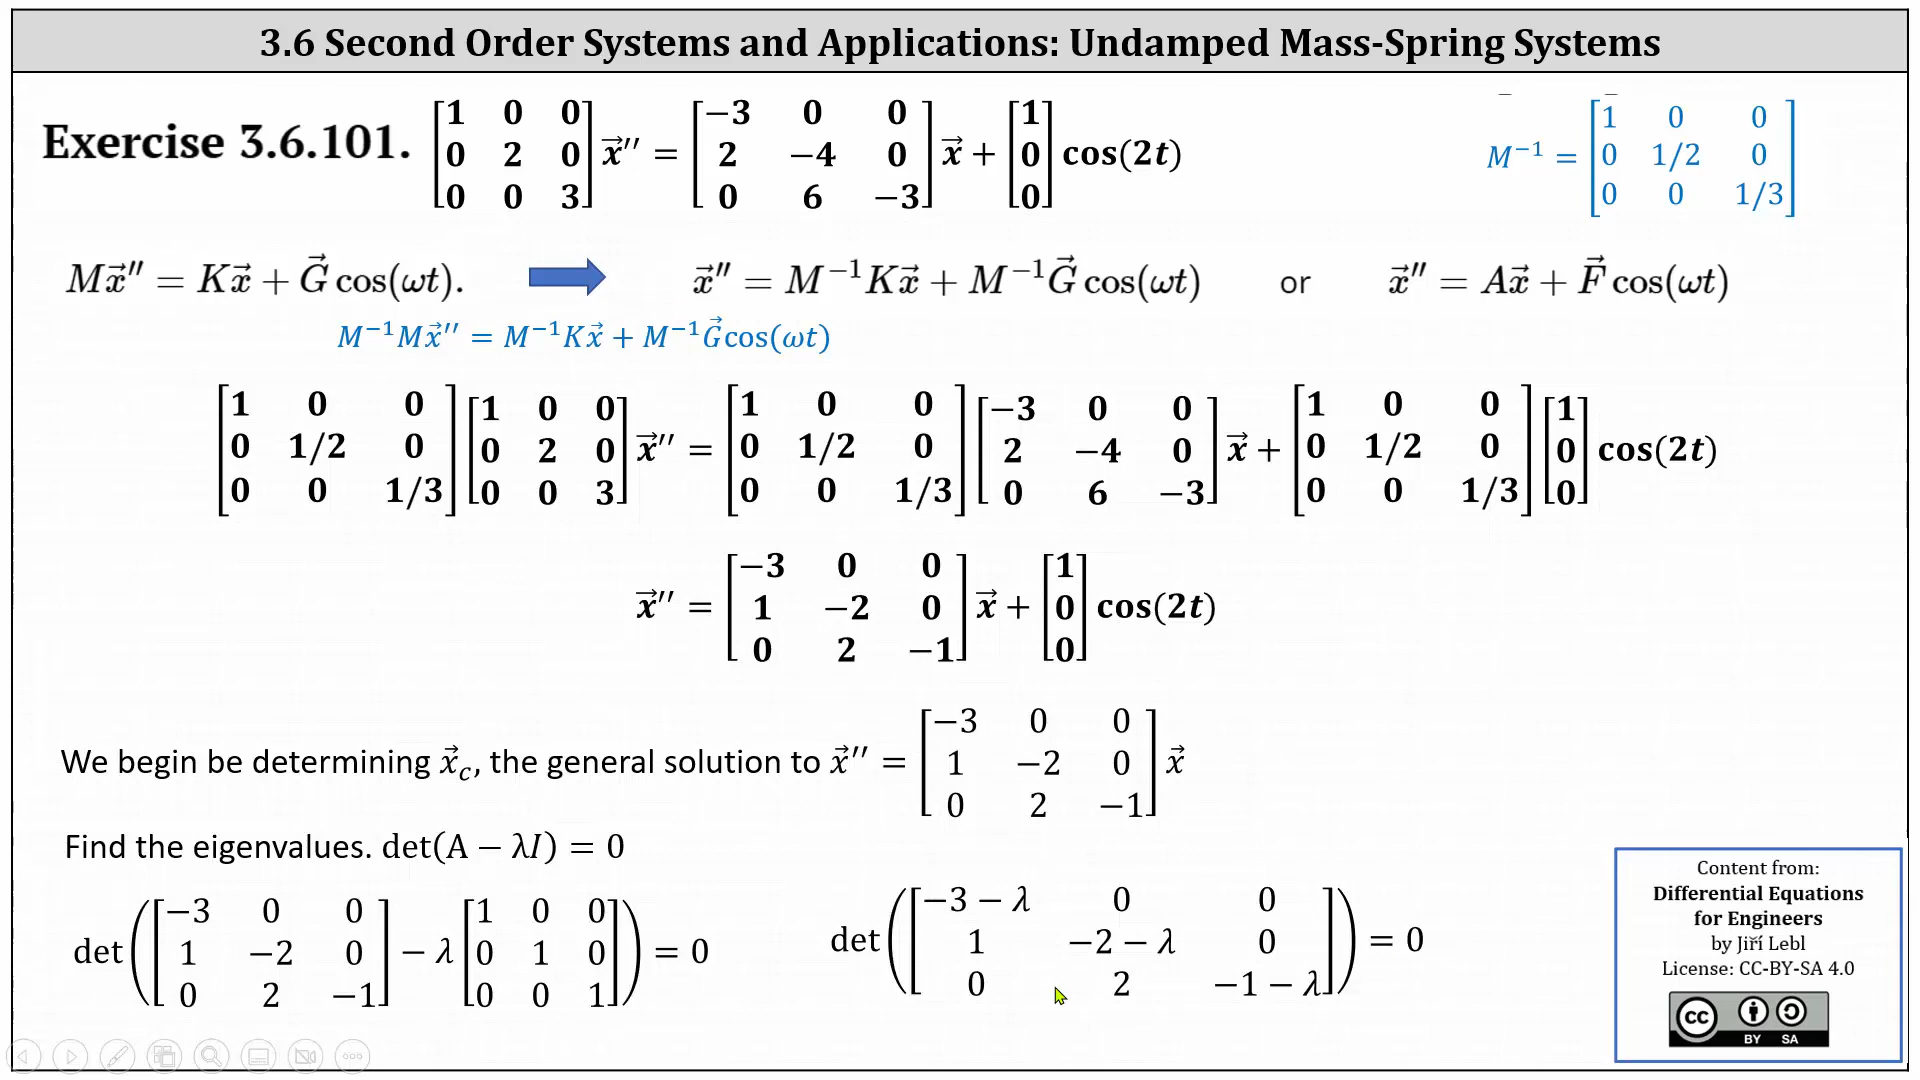 3.6 Second Order Systems and Applications: Undamped Mass-Spring Systems
Exercise 3.6.101. [1 0 0; 0 2 0; 0 0 3] x⃗″ = [−3 0 0; 2 −4 0; 0 6 −3] x⃗ + [1; 0; 0] cos(2t)
M⁻¹ = [1 0 0; 0 1/2 0; 0 0 1/3]
Mx⃗″ = Kx⃗ + G⃗ cos(ωt). x⃗″ = M⁻¹Kx⃗ + M⁻¹G⃗ cos(ωt) or x⃗″ = Ax⃗ + F⃗ cos(ωt)
M⁻¹Mx⃗″ = M⁻¹Kx⃗ + M⁻¹G⃗cos(ωt)
[1 0 0; 0 1/2 0; 0 0 1/3] [1 0 0; 0 2 0; 0 0 3] x⃗″ = [1 0 0; 0 1/2 0; 0 0 1/3] [−3 0 0; 2 −4 0; 0 6 −3] x⃗ + [1 0 0; 0 1/2 0; 0 0 1/3] [1; 0; 0] cos(2t)
x⃗″ = [−3 0 0; 1 −2 0; 0 2 −1] x⃗ + [1; 0; 0] cos(2t)
We begin be determining x⃗_c, the general solution to x⃗″ = [−3 0 0; 1 −2 0; 0 2 −1] x⃗
Find the eigenvalues. det(A − λI) = 0
det([−3 0 0; 1 −2 0; 0 2 −1] − λ [1 0 0; 0 1 0; 0 0 1]) = 0
det([−3 − λ 0 0; 1 −2 − λ 0; 0 2 −1 − λ]) = 0
Content from:
Differential Equations
for Engineers
by Jiří Lebl
License: CC-BY-SA 4.0
cc
BY SA